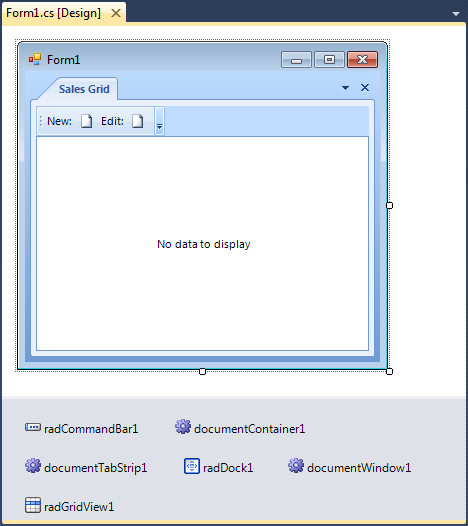 Form1.cs [Design]
Form1
Sales Grid
New: Edit:
No data to display
radCommandBar1 documentContainer1
documentTabStrip1 radDock1 documentWindow1
radGridView1